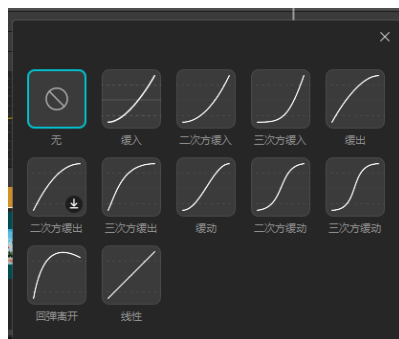 无
缓入
二次方缓入
三次方缓入
缓出
二次方缓出
三次方缓出
缓动
二次方缓动
三次方缓动
回弹离开
线性